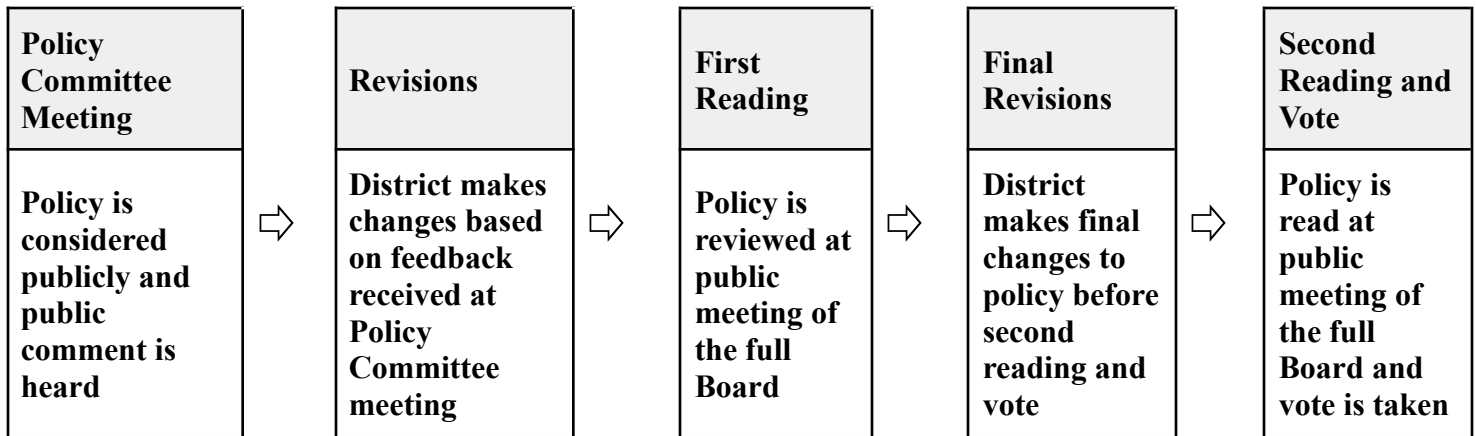 Policy
Committee
Meeting
Policy is
considered
publicly and
public
comment is
heard
Revisions
District makes
changes based
on feedback
received at
Policy
Committee
meeting
First
Reading
Policy is
reviewed at
public
meeting of
the full
Board
Final
Revisions
District
makes final
changes to
policy before
second
reading and
vote
Second
Reading and
Vote
Policy is
read at
public
meeting of
the full
Board and
vote is taken